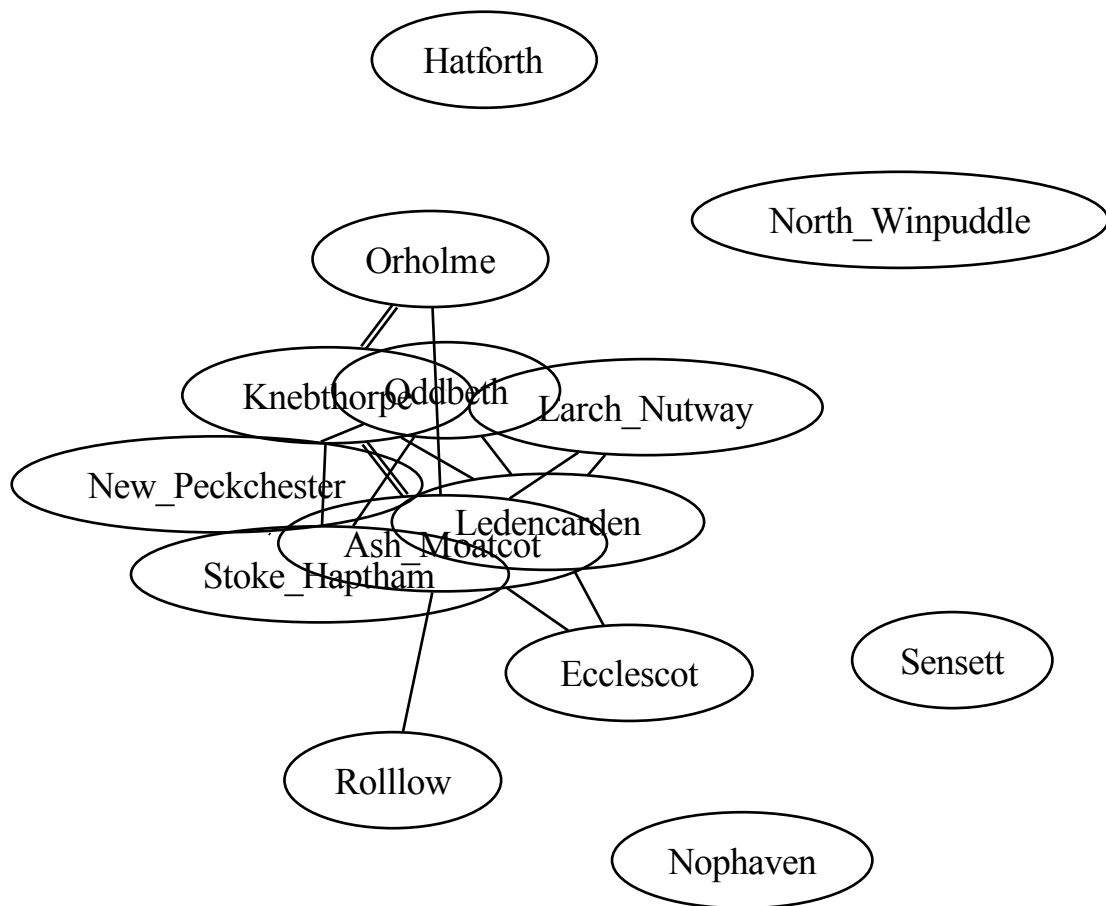 Hatforth
North_Winpuddle
Orholme
Knebthorpe
Oddbeth
Larch_Nutway
New_Peckchester
Ledencarden
Ash_Moatcot
Stoke_Haptham
Ecclescot
Sensett
Rolllow
Nophaven